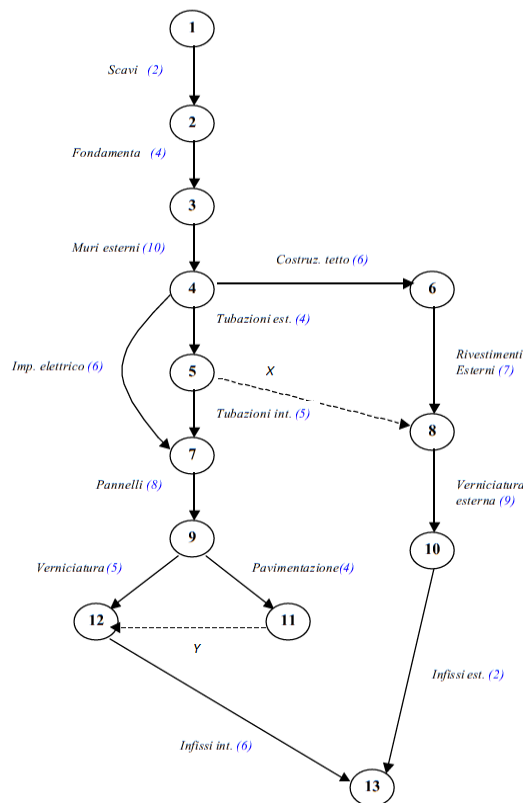 1
Scavi (2)
2
Fondamenta (4)
3
Muri esterni (10)
Costruz. tetto (6)
4
6
Tubazioni est. (4)
Imp. elettrico (6)
Rivestimenti
Esterni (7)
5
X
Tubazioni int. (5)
8
7
Pannelli (8)
Verniciatura
esterna (9)
9
10
Verniciatura(5)
Pavimentazione(4)
12
11
Y
Infissi est. (2)
Infissi int. (6)
13